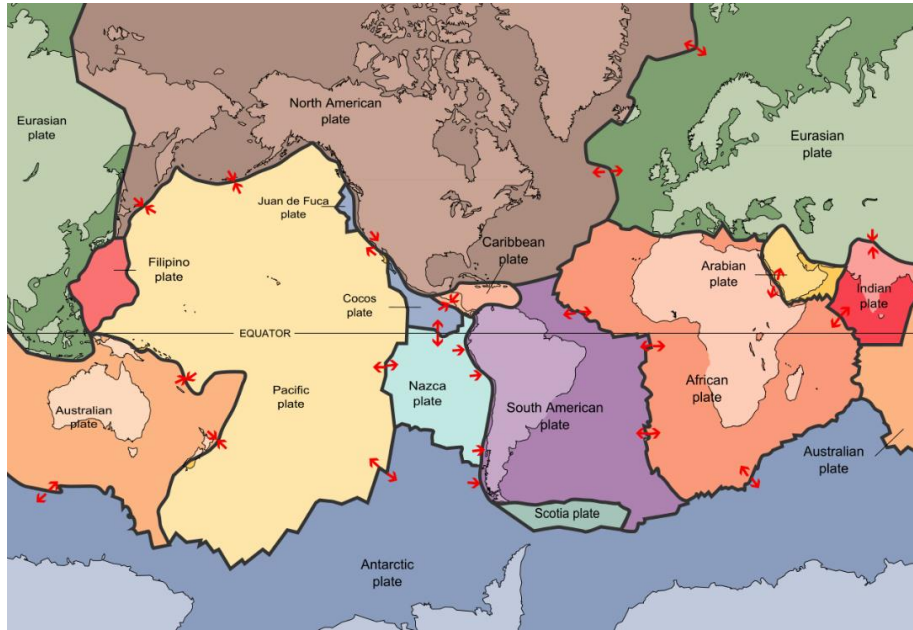 North American
plate
Eurasian
plate
Eurasian
plate
Juan de Fuca
plate
Caribbean
plate
Filipino
plate
Arabian
plate
Indian
plate
Cocos
plate
EQUATOR
Nazca
plate
Pacific
plate
African
plate
Australian
plate
South American
plate
Australian
plate
Scotia plate
Antarctic
plate